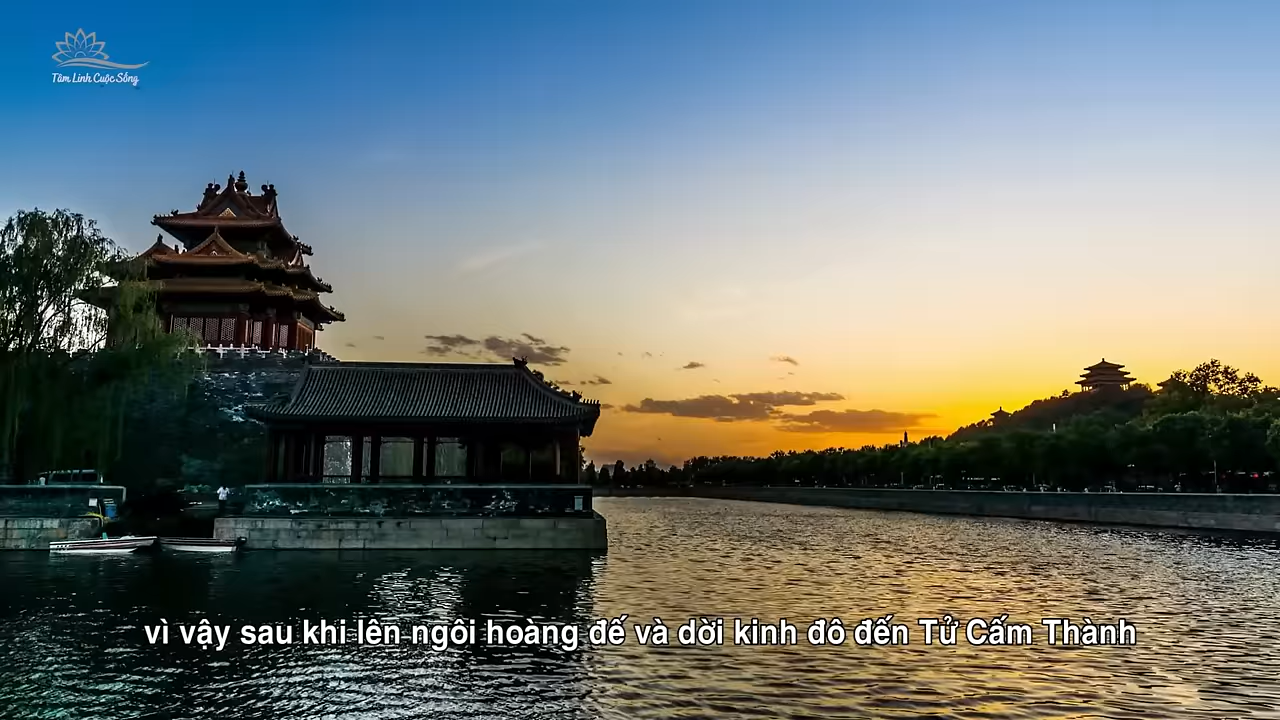 Tâm Linh Cuộc Sống
vì vậy sau khi lên ngôi hoàng đế và dời kinh đô đến Tử Cấm Thành